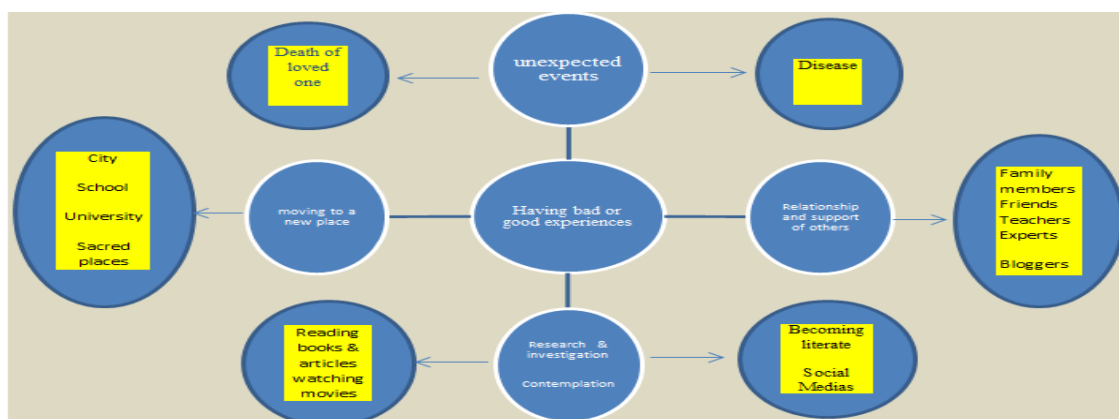 Death of
loved
one
unexpected
events
Disease
City
School
University
Sacred
places
moving to a
new place
Having bad or
good experiences
Relationship
and support
of others
Family
members
Friends
Teachers
Experts
Bloggers
Reading
books &
articles
watching
movies
Research &
investigation
Contemplation
Becoming
literate
Social
Medias